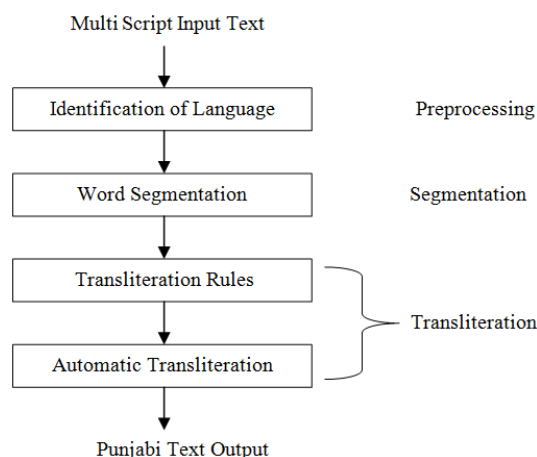 Multi Script Input Text
Identification of Language
Preprocessing
Word Segmentation
Segmentation
Transliteration Rules
Transliteration
Automatic Transliteration
Punjabi Text Output